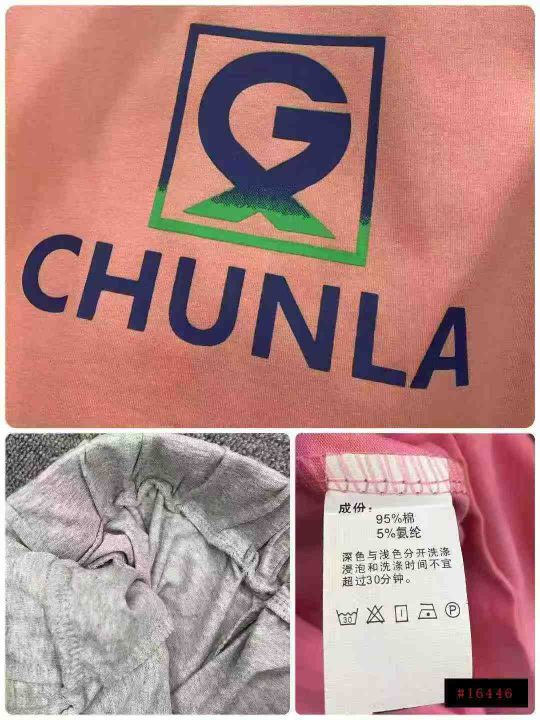 G
CHUNLA
成份:
95%棉
5%氨纶
深色与浅色分开洗涤
浸泡和洗涤时间不宜
超过30分钟。
30 P
#16446